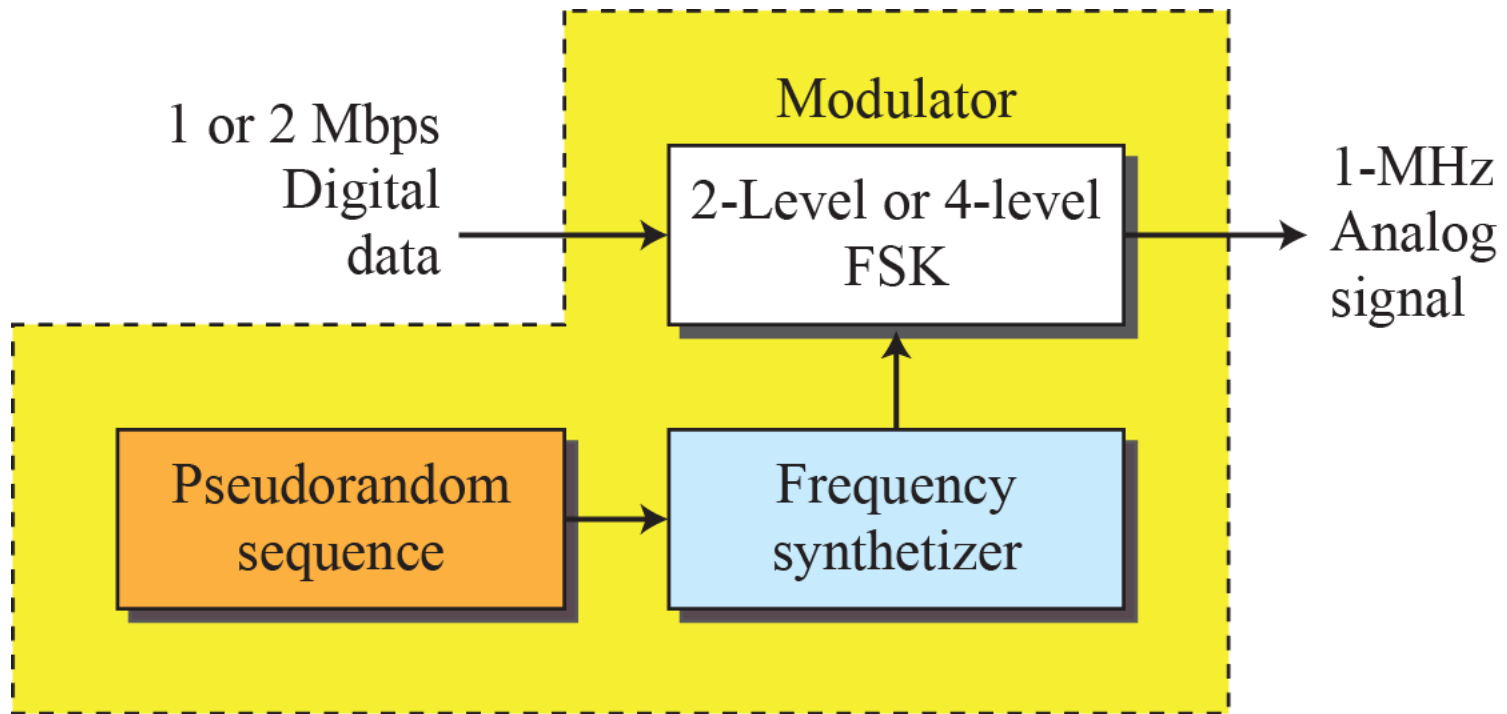 Modulator
1 or 2 Mbps
Digital
data
2-Level or 4-level
FSK
1-MHz
Analog
signal
Pseudorandom
sequence
Frequency
synthetizer